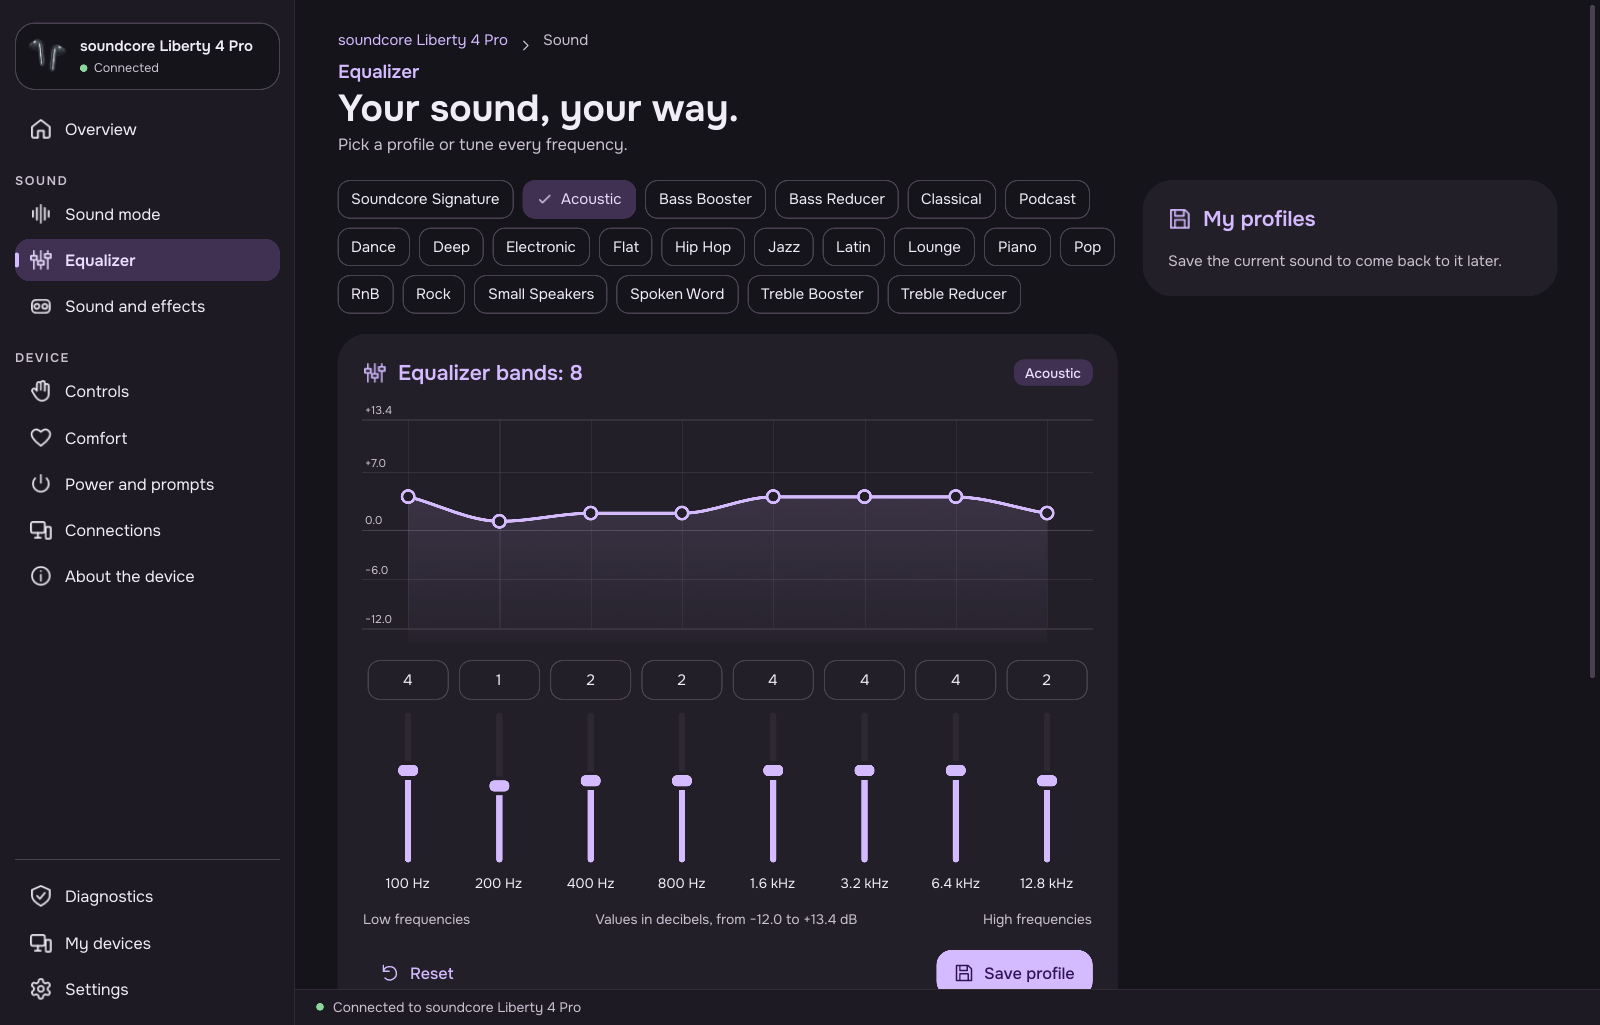 soundcore Liberty 4 Pro
Connected
Overview
SOUND
Sound mode
Equalizer
Sound and effects
DEVICE
Controls
Comfort
Power and prompts
Connections
About the device
Diagnostics
My devices
Settings
soundcore Liberty 4 Pro > Sound
Equalizer
Your sound, your way.
Pick a profile or tune every frequency.
Soundcore Signature Acoustic Bass Booster Bass Reducer Classical Podcast
Dance Deep Electronic Flat Hip Hop Jazz Latin Lounge Piano Pop
RnB Rock Small Speakers Spoken Word Treble Booster Treble Reducer
Equalizer bands: 8 Acoustic
+13.4
+7.0
0.0
−6.0
−12.0
4 1 2 2 4 4 4 2
100 Hz 200 Hz 400 Hz 800 Hz 1.6 kHz 3.2 kHz 6.4 kHz 12.8 kHz
Low frequencies Values in decibels, from −12.0 to +13.4 dB High frequencies
Reset Save profile
My profiles
Save the current sound to come back to it later.
Connected to soundcore Liberty 4 Pro